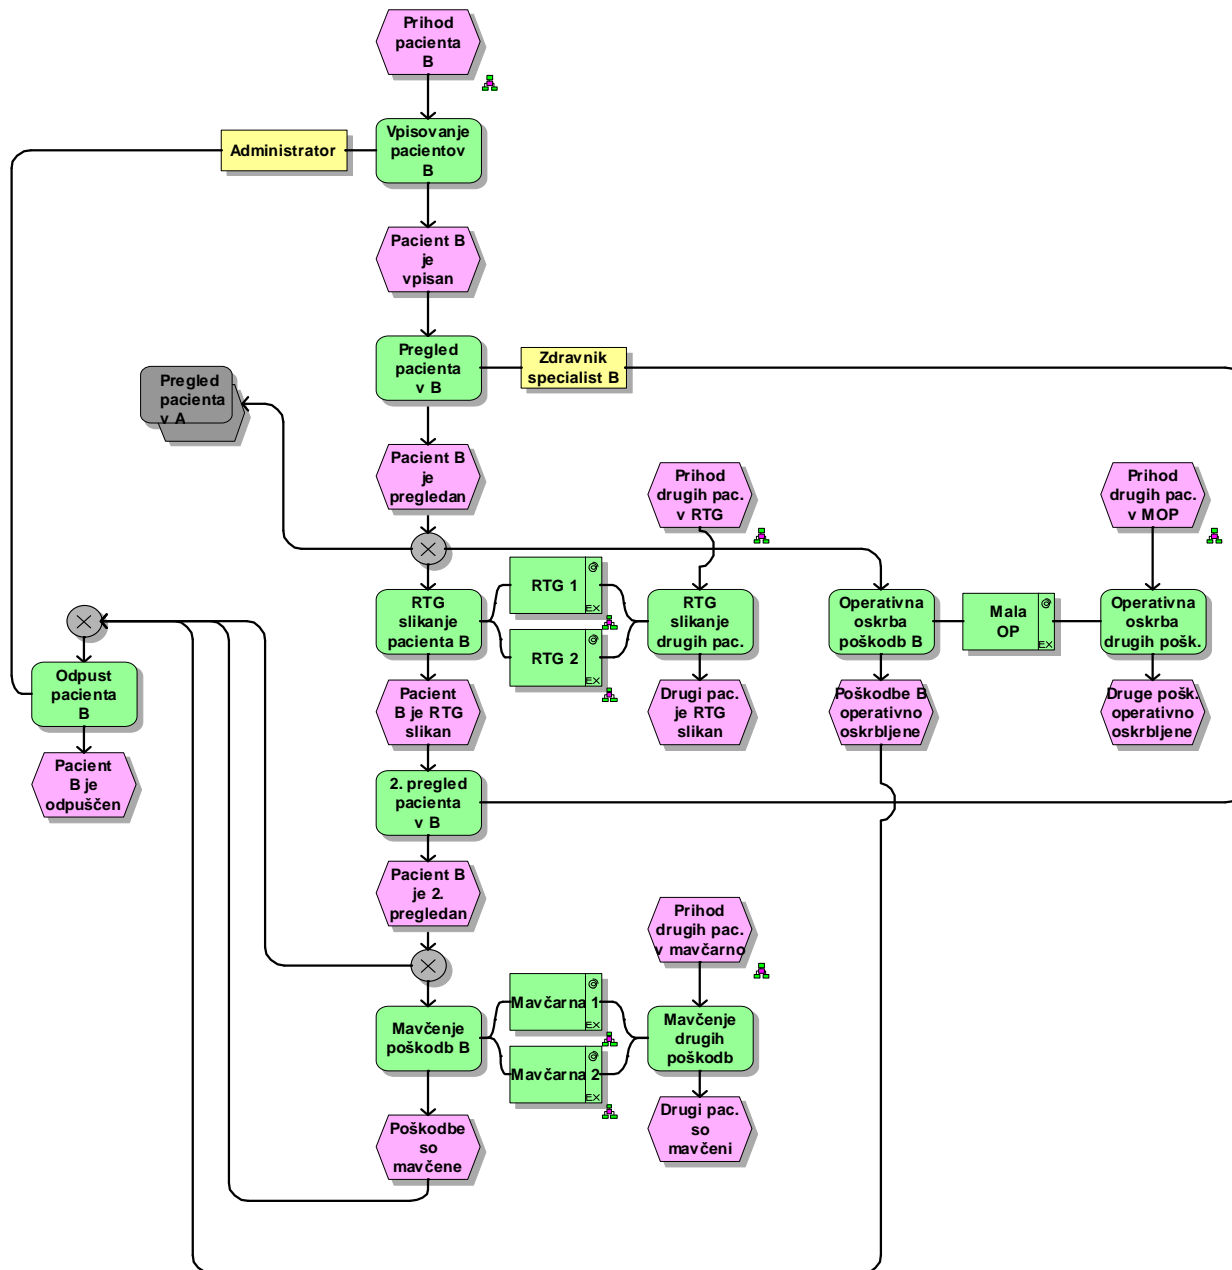 Prihod
pacienta
B
Administrator
Vpisovanje
pacientov
B
Pacient B
je
vpisan
Pregled
pacienta
v B
Zdravnik
specialist B
Pregled
pacienta
v A
Pacient B
je
pregledan
Prihod
drugih pac.
v RTG
Prihod
drugih pac.
v MOP
RTG
slikanje
pacienta B
RTG 1
EX
RTG 2
RTG
slikanje
drugih pac.
Operativna
oskrba
poškodb B
Mala
OP
EX
Operativna
oskrba
drugih pošk.
Odpust
pacienta
B
Pacient
B je RTG
slikan
Drugi pac.
je RTG
slikan
Poškodbe B
operativno
oskrbljene
Druge pošk.
operativno
oskrbljene
Pacient
B je
odpuščen
2. pregled
pacienta
v B
Pacient B
je 2.
pregledan
Prihod
drugih pac.
v mavčarno
Mavčenje
poškodb B
Mavčarna 1
EX
Mavčarna 2
EX
Mavčenje
drugih
poškodb
Poškodbe
so
mavčene
Drugi pac.
so
mavčeni